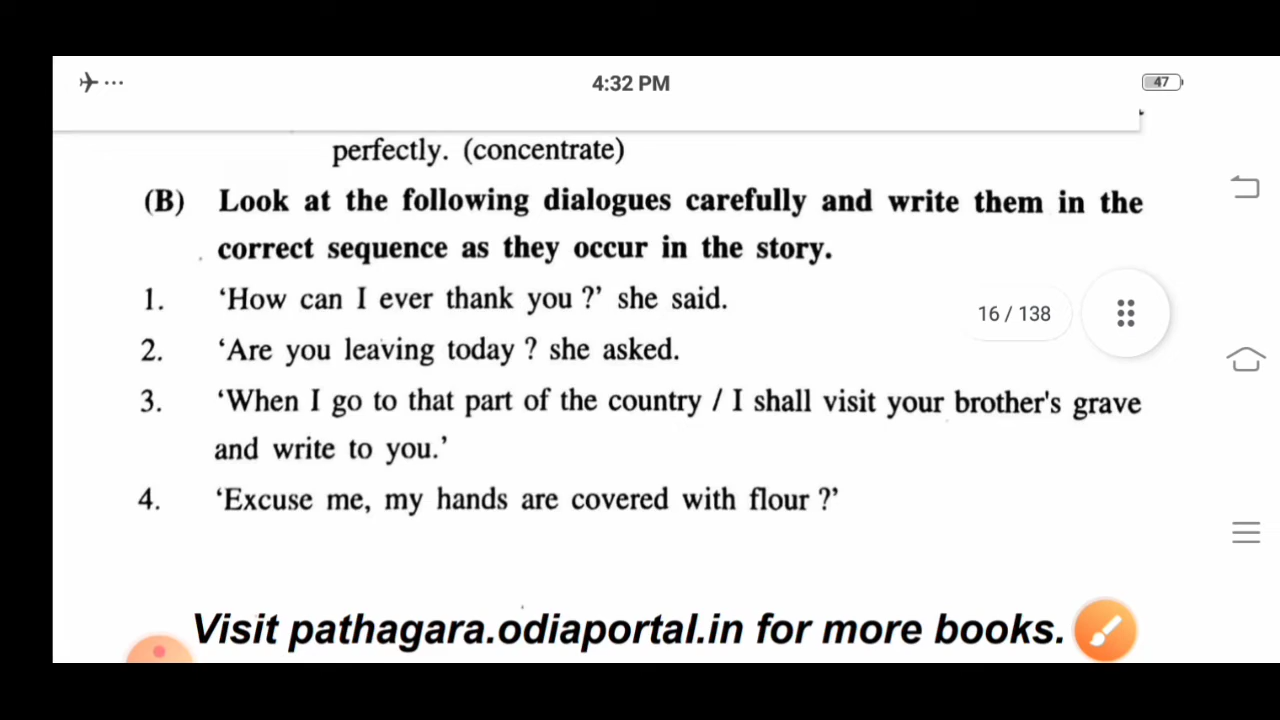 4:32 PM
47
perfectly. (concentrate)
(B) Look at the following dialogues carefully and write them in the
correct sequence as they occur in the story.
1. ‘How can I ever thank you ?’ she said.
16 / 138
2. ‘Are you leaving today ? she asked.
3. ‘When I go to that part of the country / I shall visit your brother's grave
and write to you.’
4. ‘Excuse me, my hands are covered with flour ?’
Visit pathagara.odiaportal.in for more books.